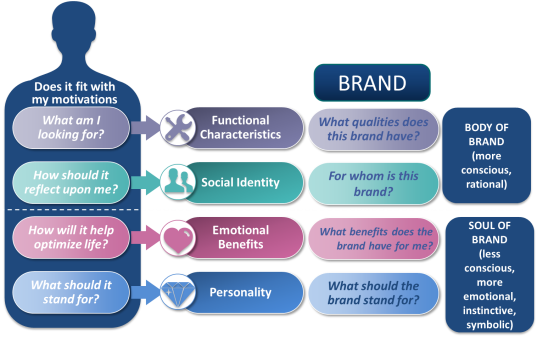 BRAND
Does it fit with
my motivations
What am I
looking for?
Functional
Characteristics
What qualities does
this brand have?
How should it
reflect upon me?
Social Identity
For whom is this
brand?
BODY OF
BRAND
(more
conscious,
rational)
How will it help
optimize life?
Emotional
Benefits
What benefits does the
brand have for me?
What should it
stand for?
Personality
What should the
brand stand for?
SOUL OF
BRAND
(less
conscious,
more
emotional,
instinctive,
symbolic)